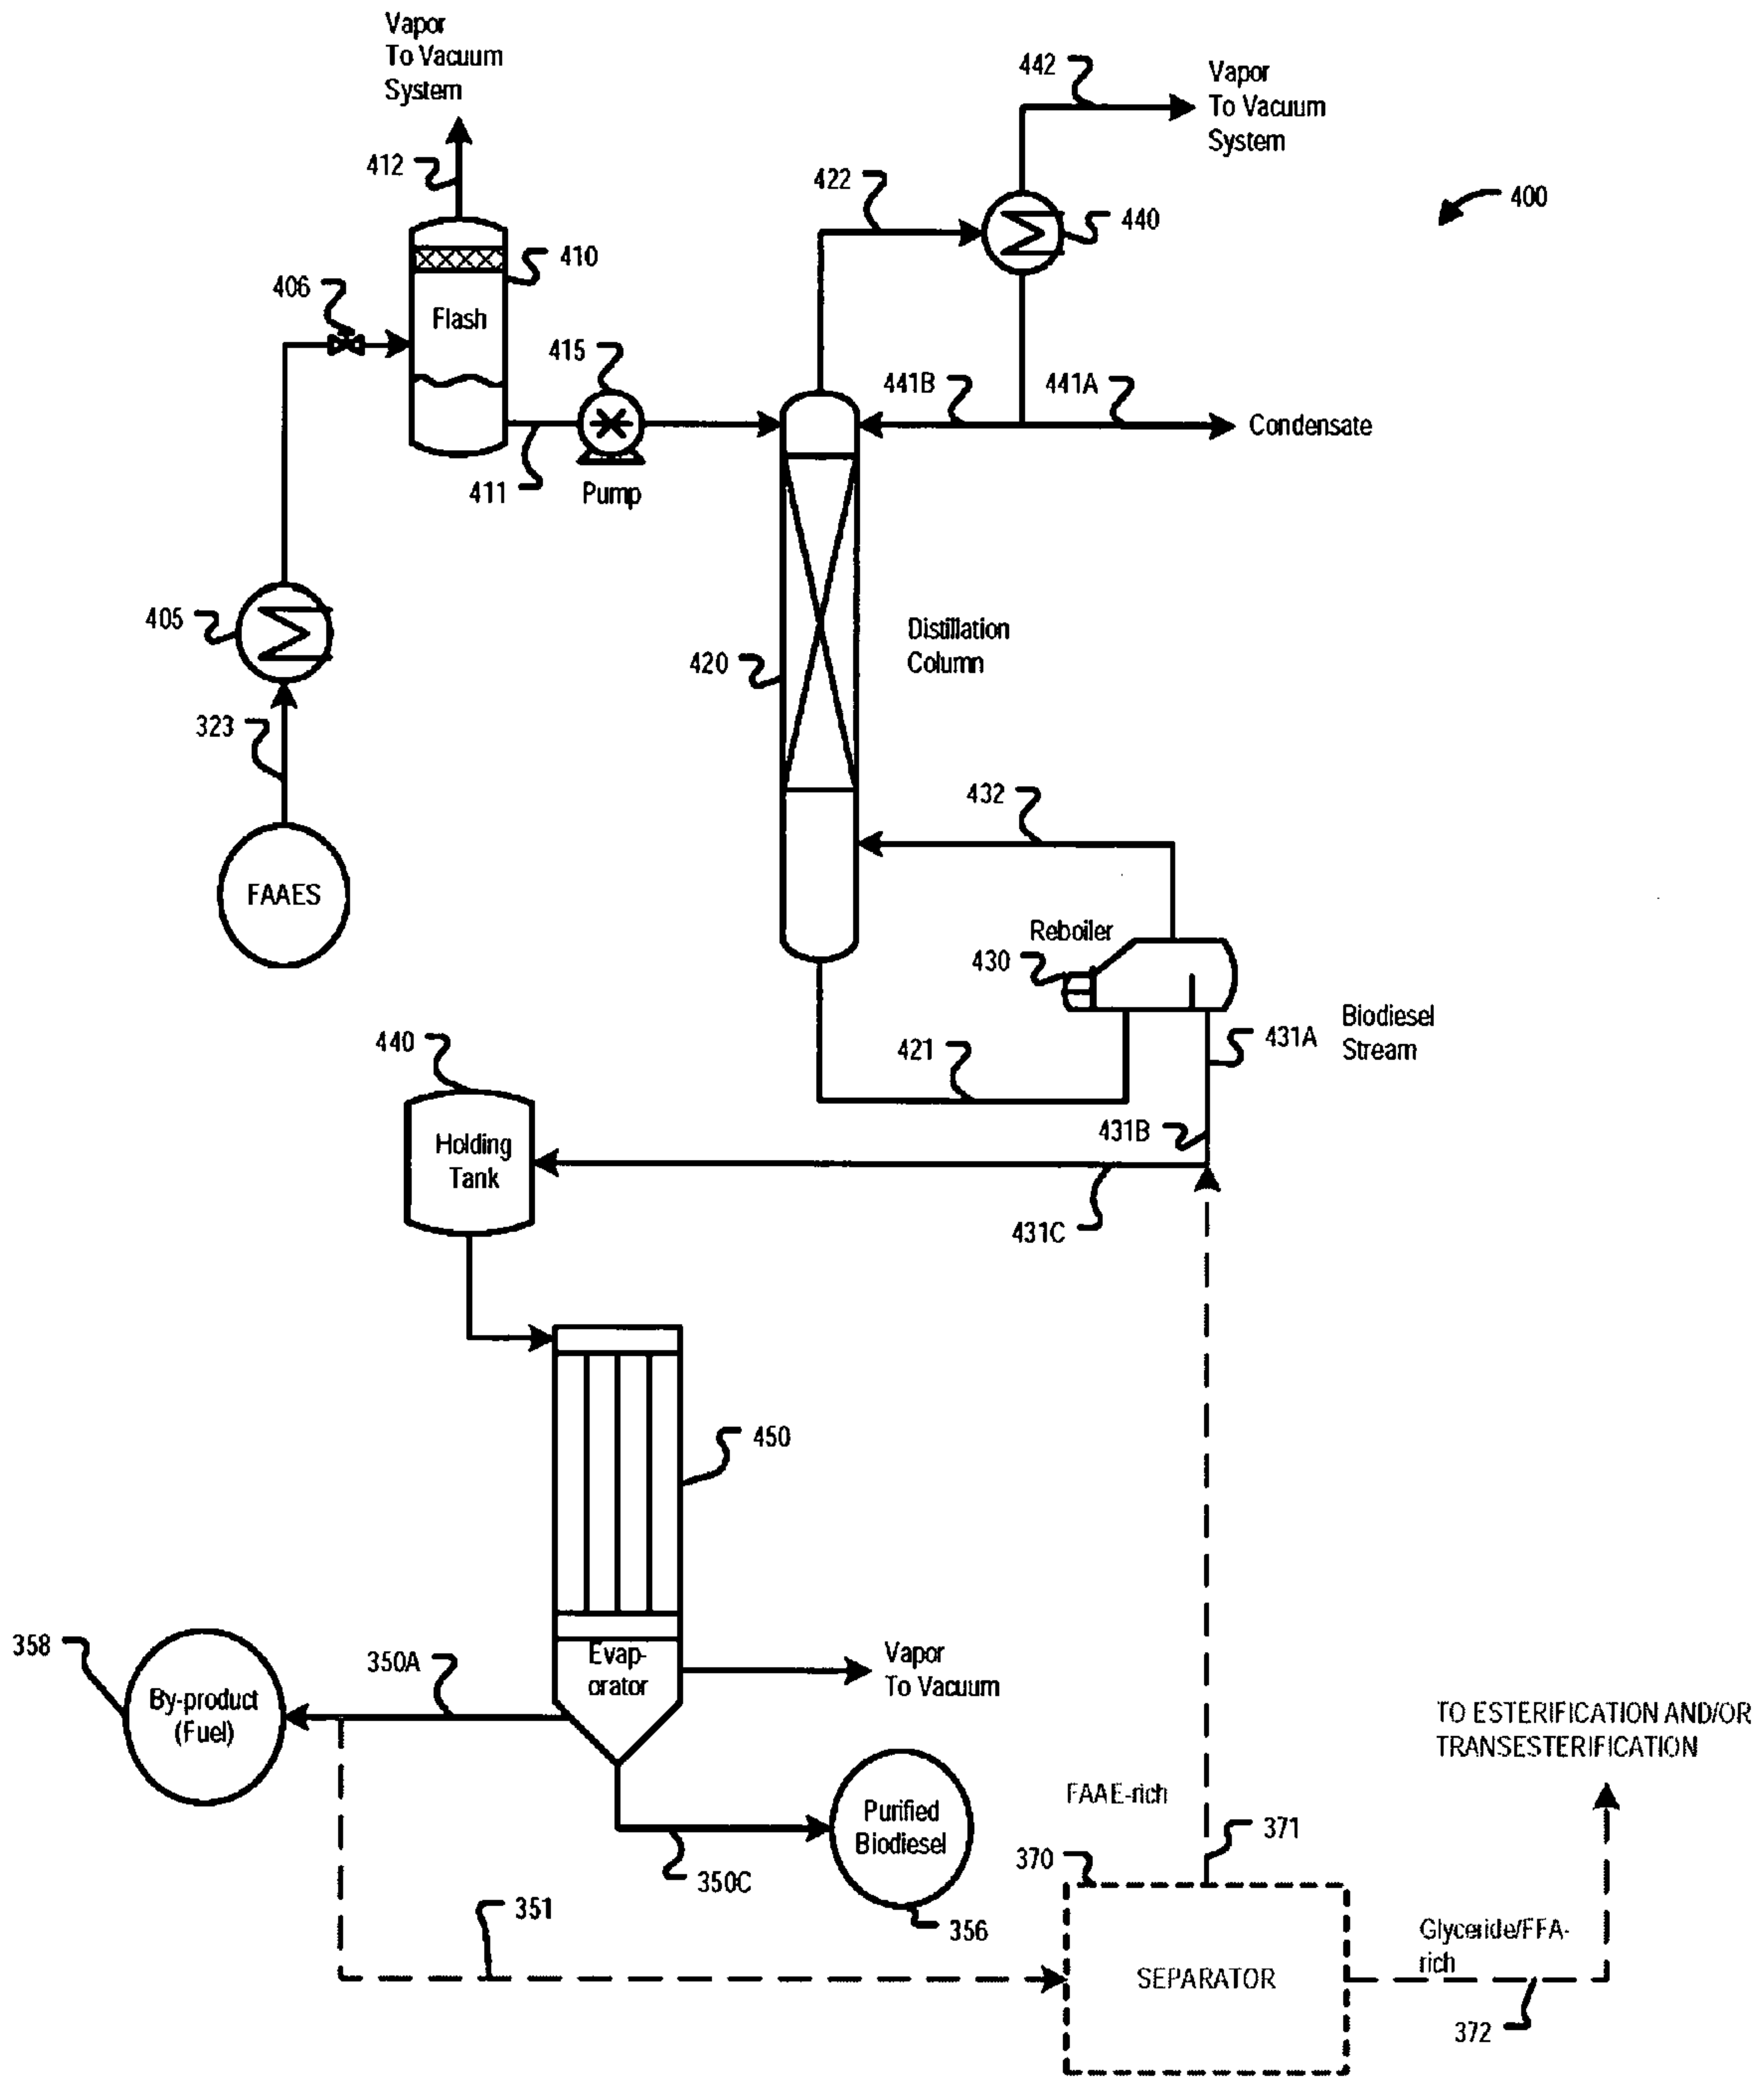 Vapor
To Vacuum
System
442
Vapor
To Vacuum
System
412
422
440
400
410
406
Flash
415
441B
441A
Condensate
411
Pump
405
Distillation
Column
420
323
432
FAAES
Reboiler
430
Biodiesel
Stream
431A
440
421
431B
Holding
Tank
431C
450
358
350A
Evap-
orator
Vapor
To Vacuum
By-product
(Fuel)
TO ESTERIFICATION AND/OR
TRANSESTERIFICATION
FAAE-rich
Purified
Biodiesel
371
370
350C
351
356
Glyceride/FFA-
rich
SEPARATOR
372